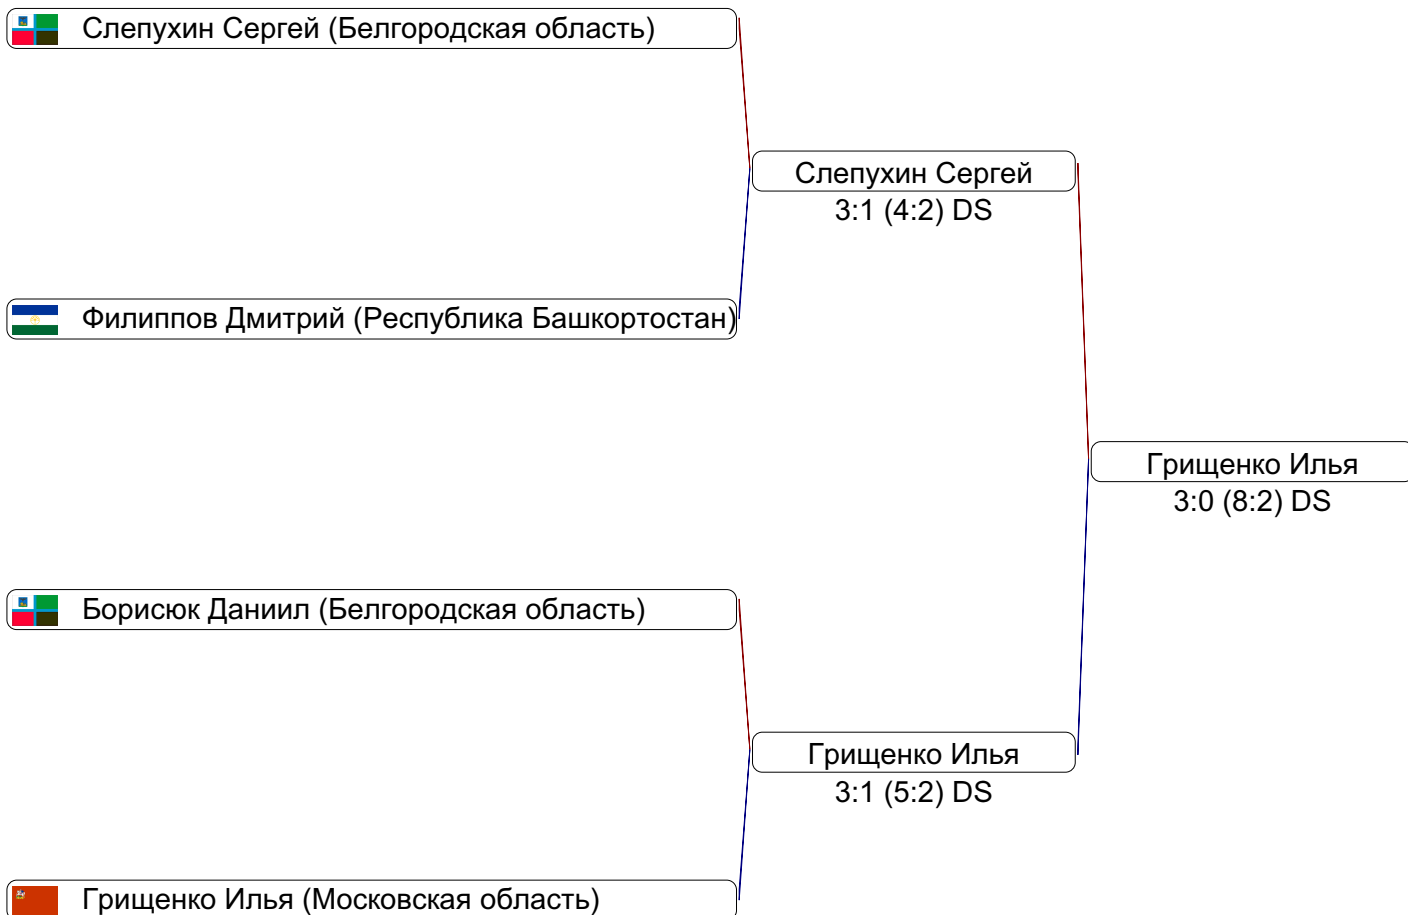 Слепухин Сергей (Белгородская область)
Слепухин Сергей
3:1 (4:2) DS
Филиппов Дмитрий (Республика Башкортостан)
Грищенко Илья
3:0 (8:2) DS
Борисюк Даниил (Белгородская область)
Грищенко Илья
3:1 (5:2) DS
Грищенко Илья (Московская область)